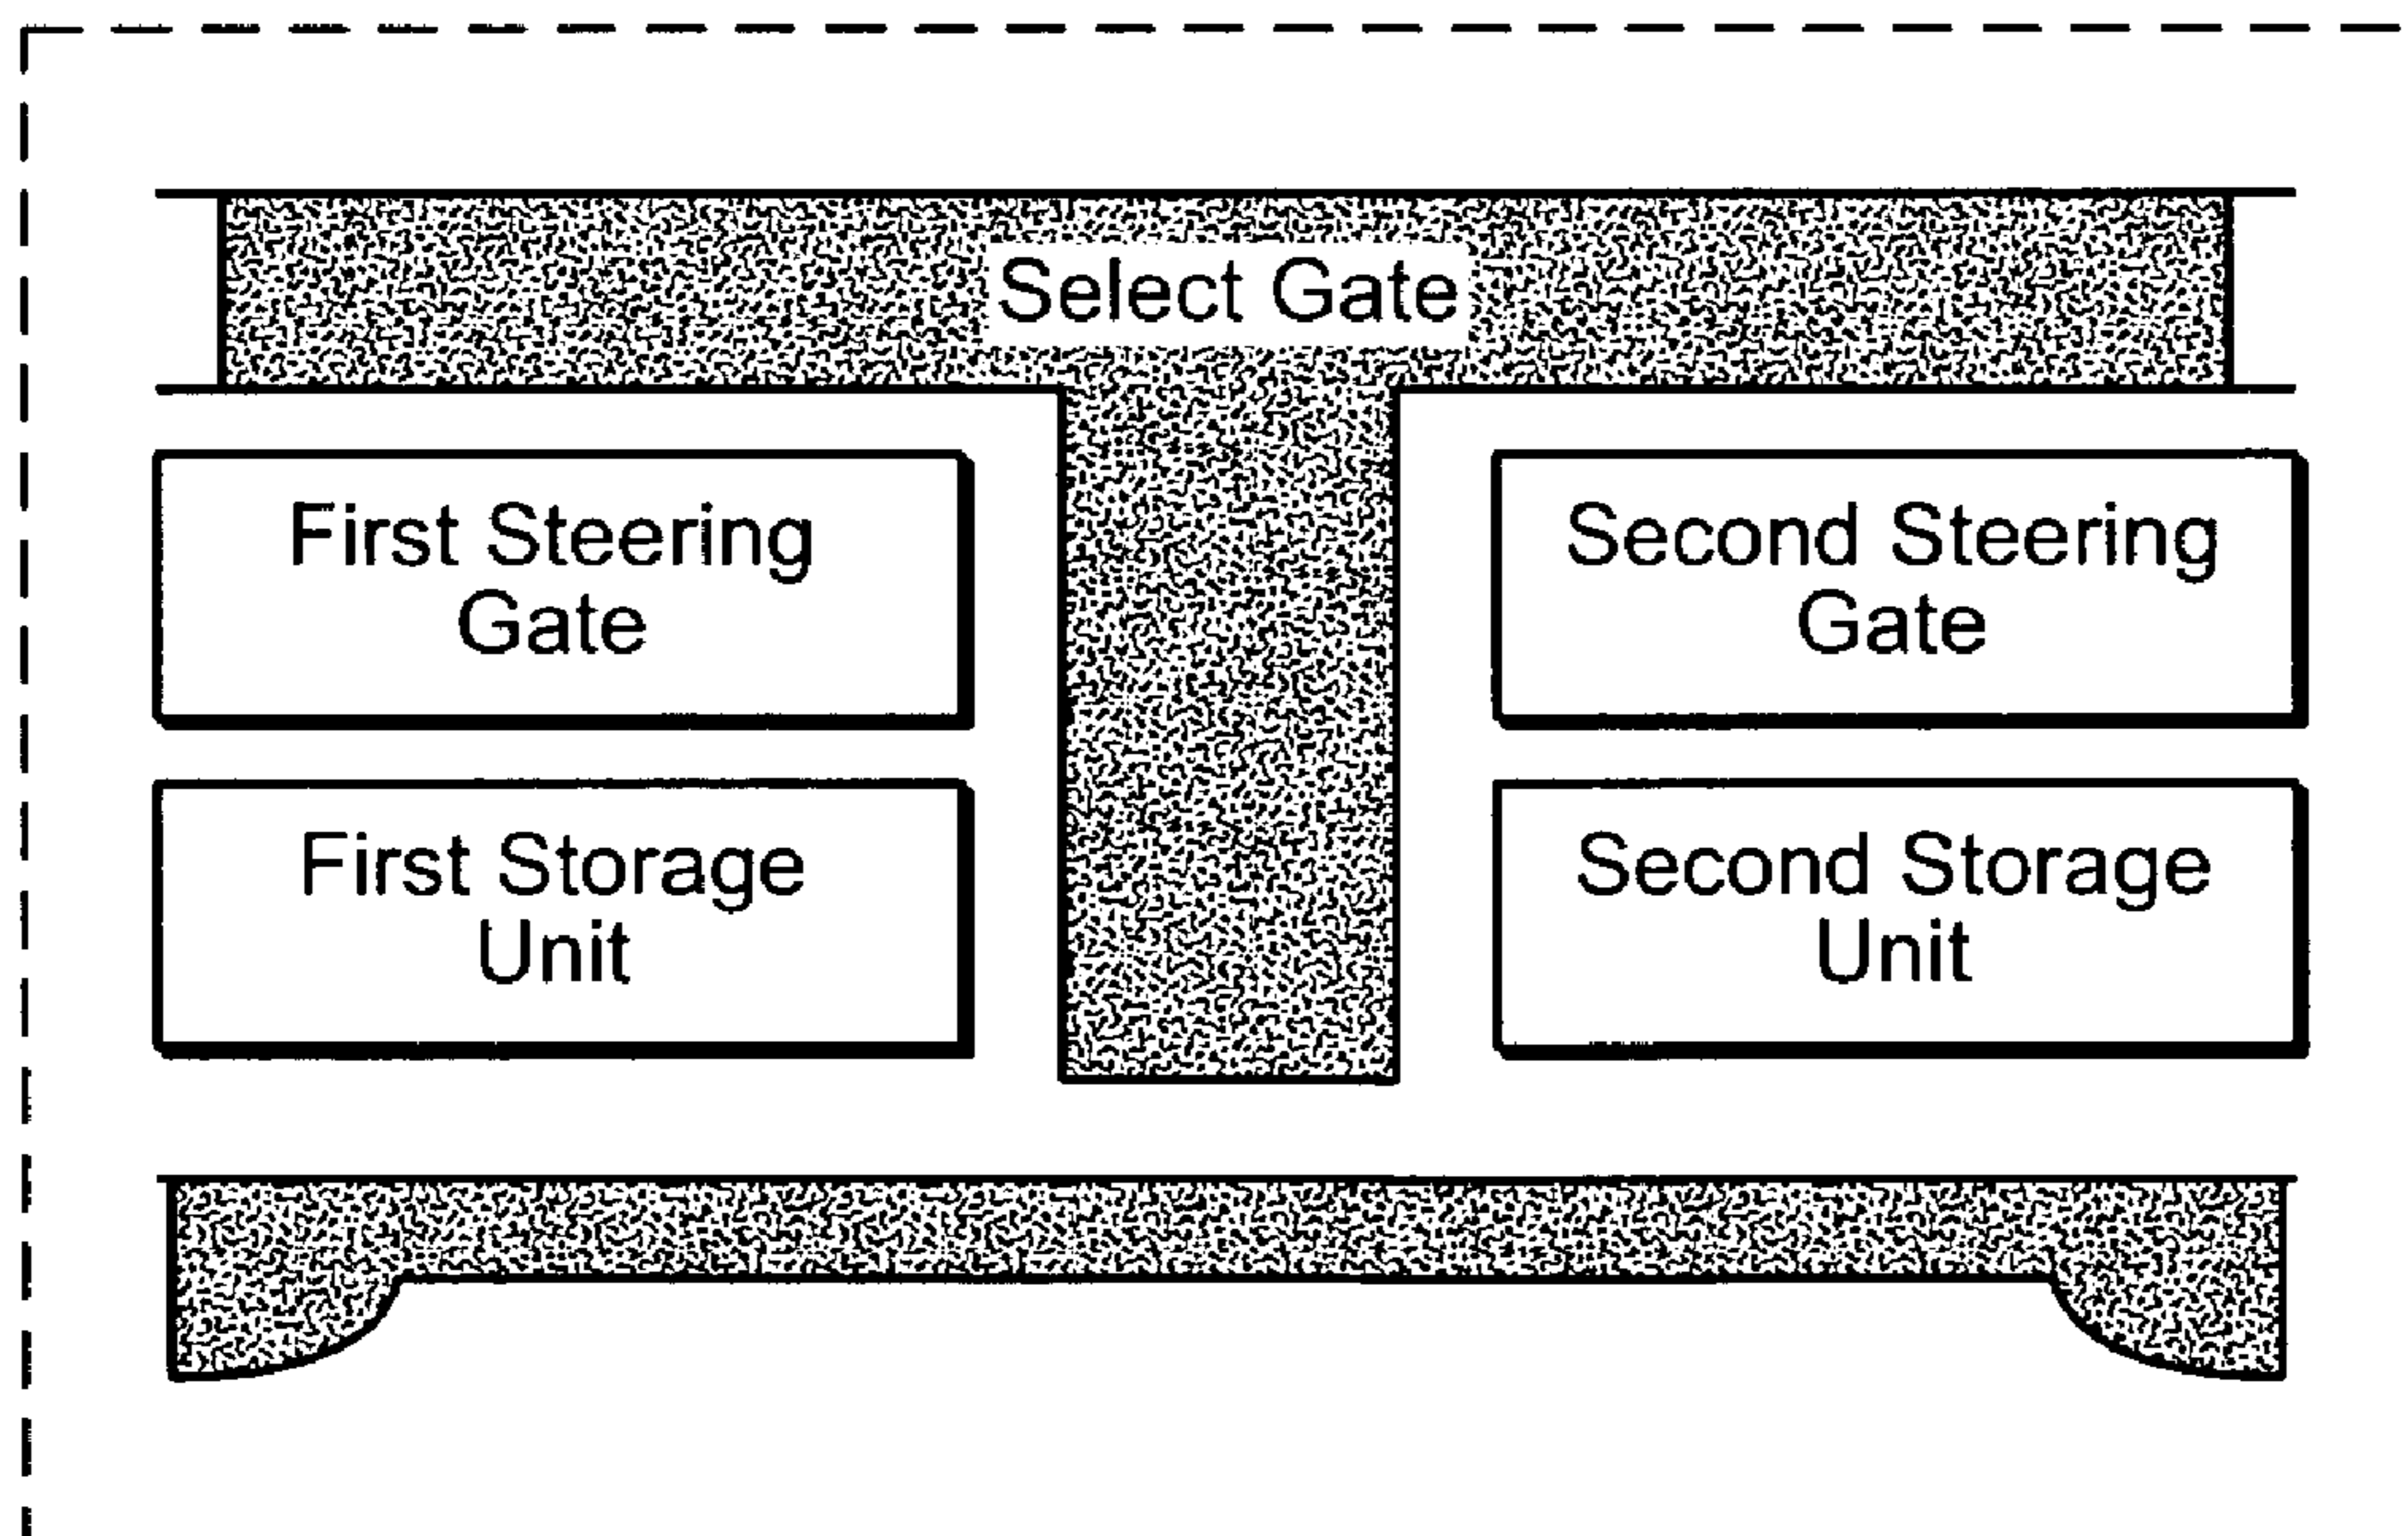 Select Gate
First Steering
Gate
Second Steering
Gate
First Storage
Unit
Second Storage
Unit